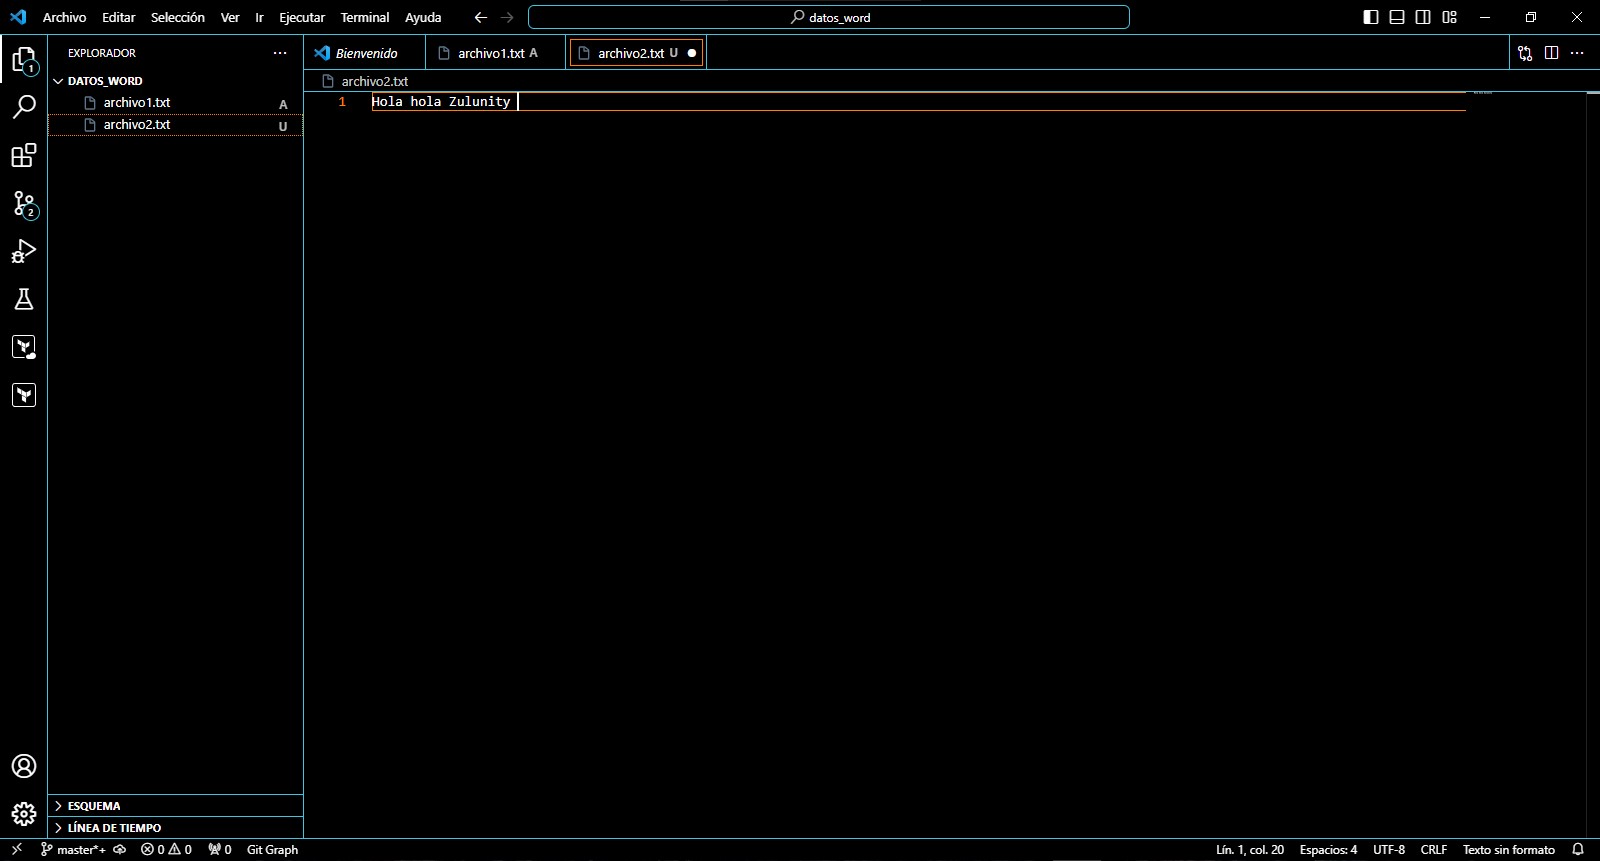 Archivo Editar Selección Ver Ir Ejecutar Terminal Ayuda
datos_word
EXPLORADOR
Bienvenido
archivo1.txt A
archivo2.txt U
1
DATOS_WORD
archivo2.txt
archivo1.txt A
archivo2.txt U
1 Hola hola Zulunity
2
ESQUEMA
LÍNEA DE TIEMPO
master*+ 0 0 0 Git Graph
Lín. 1, col. 20 Espacios: 4 UTF-8 CRLF Texto sin formato